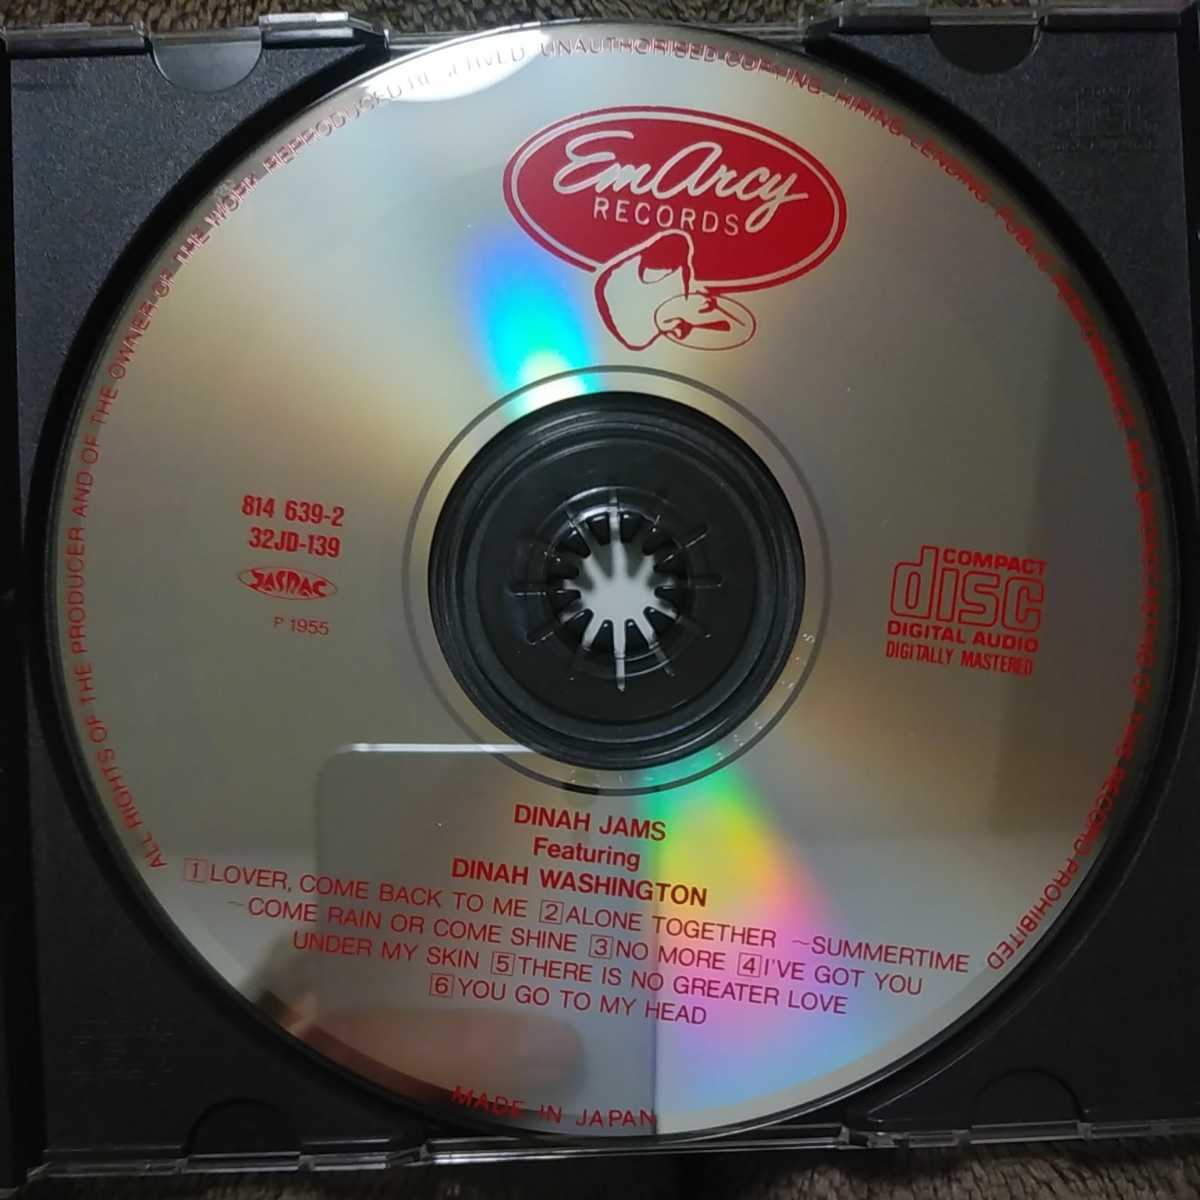 ALL RIGHTS OF THE PRODUCER AND OF THE OWNER OF THE WORK REPRODUCED RESERVED UNAUTHORISED COPYING · HIRING · LENDING · PUBLIC PERFORMANCE AND BROADCASTING OF THIS RECORD PROHIBITED
EmArcy
RECORDS
814 639-2
32JD-139
JASRAC
P 1955
COMPACT
disc
DIGITAL AUDIO
DIGITALLY MASTERED
DINAH JAMS
Featuring
DINAH WASHINGTON
1 LOVER, COME BACK TO ME 2 ALONE TOGETHER ~SUMMERTIME
~COME RAIN OR COME SHINE 3 NO MORE 4 I'VE GOT YOU
UNDER MY SKIN 5 THERE IS NO GREATER LOVE
6 YOU GO TO MY HEAD
MADE IN JAPAN